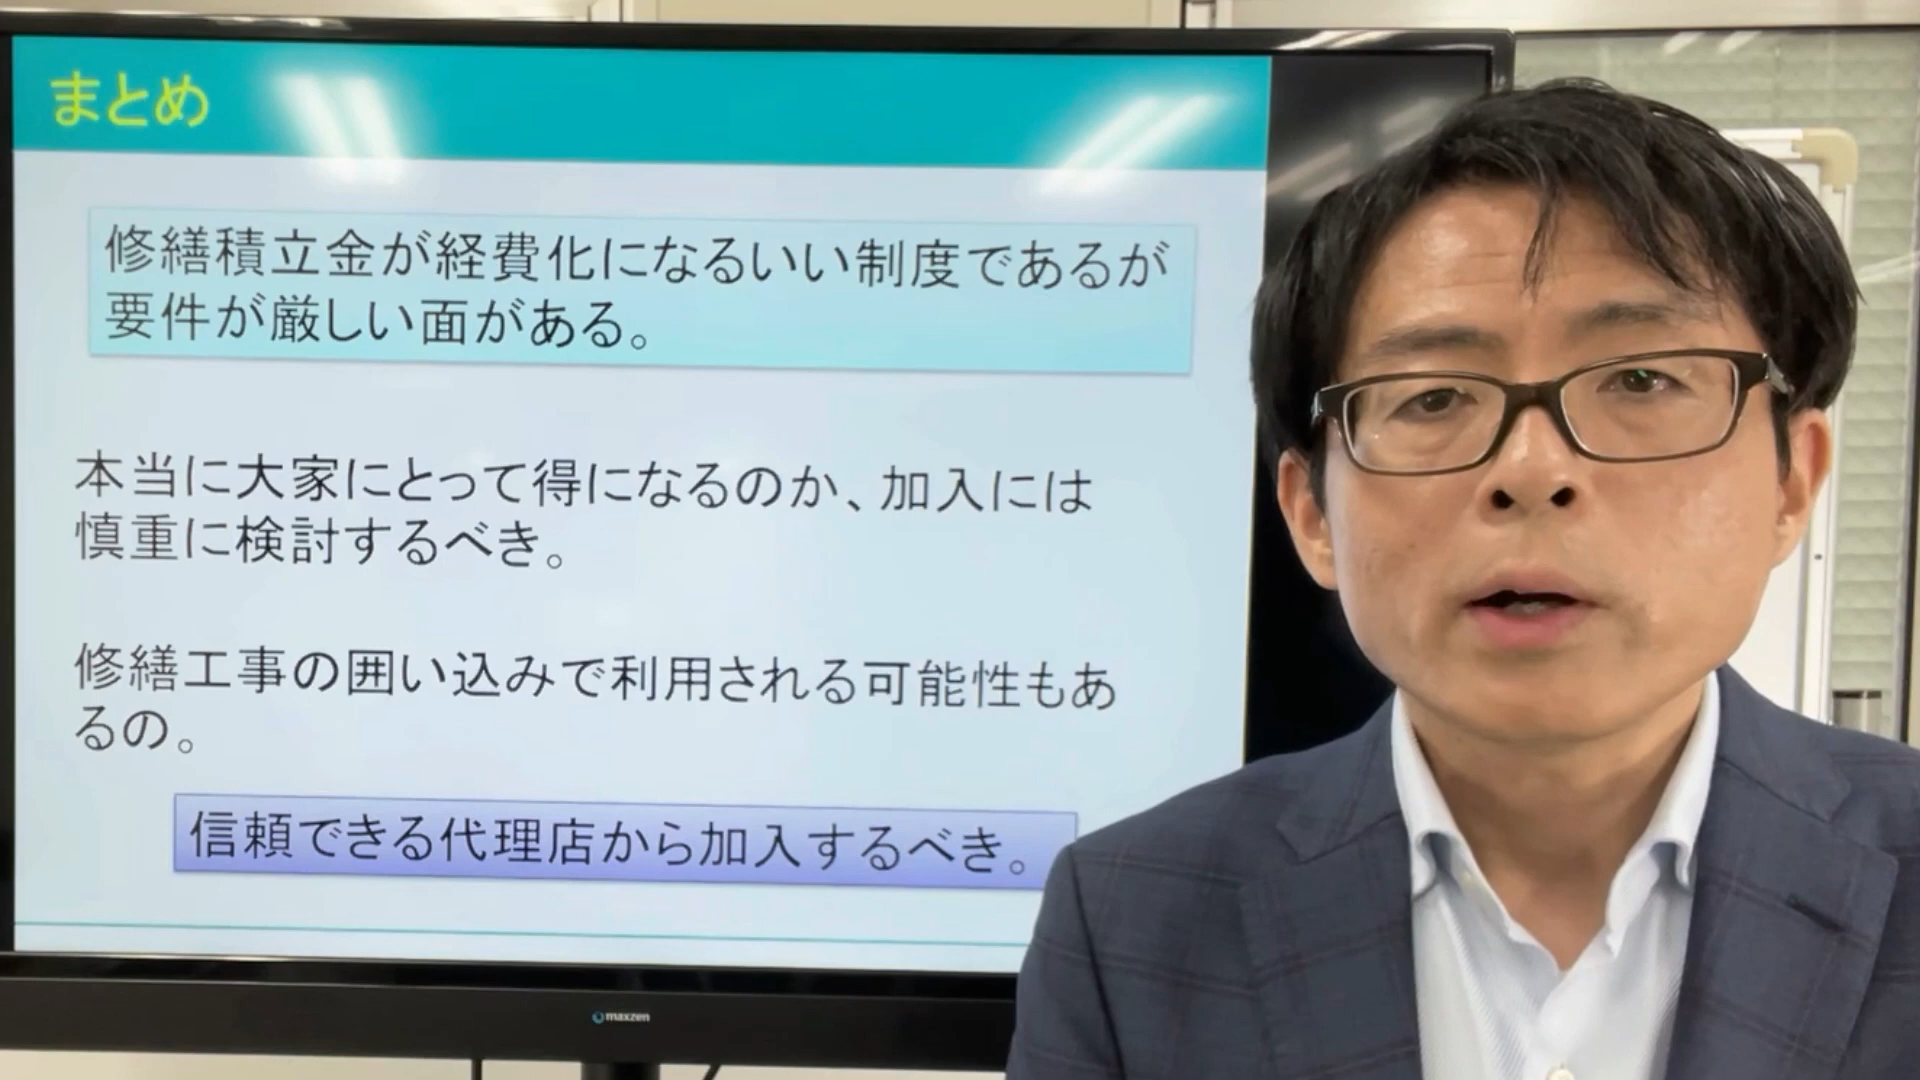 まとめ
修繕積立金が経費化になるいい制度であるが
要件が厳しい面がある。
本当に大家にとって得になるのか、加入には
慎重に検討するべき。
修繕工事の囲い込みで利用される可能性もあ
るの。
信頼できる代理店から加入するべき。
maxzen